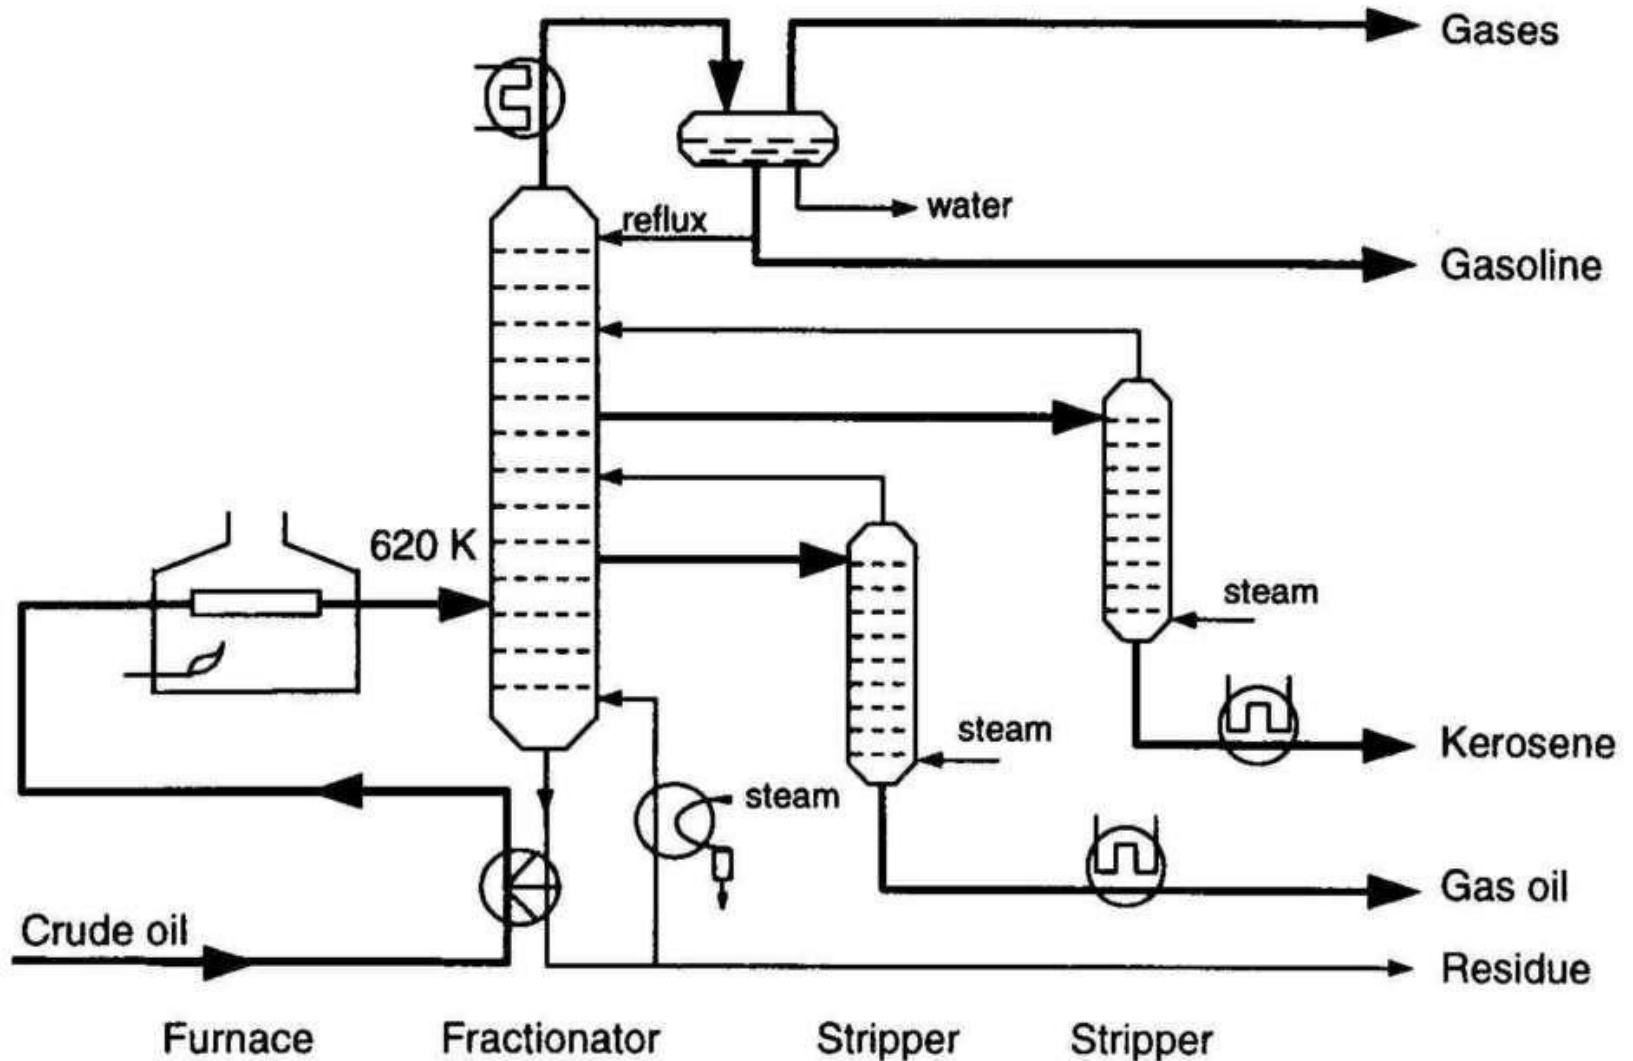 Gases
water
reflux
Gasoline
620 K
steam
steam
Kerosene
steam
Gas oil
Crude oil
Residue
Furnace
Fractionator
Stripper
Stripper